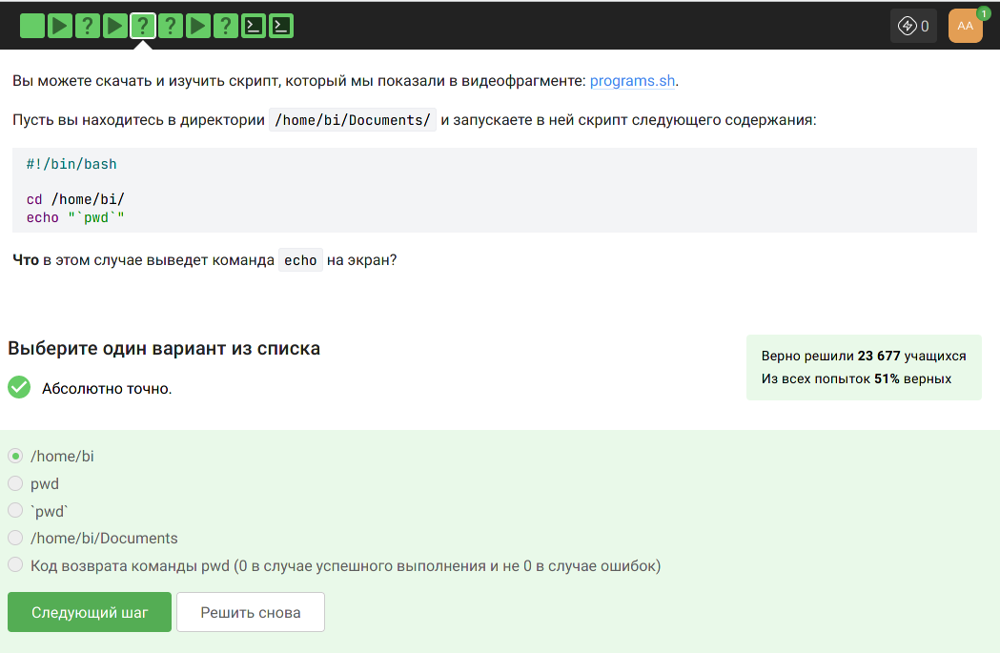 0
AA
1
Вы можете скачать и изучить скрипт, который мы показали в видеофрагменте: programs.sh.
Пусть вы находитесь в директории /home/bi/Documents/ и запускаете в ней скрипт следующего содержания:
#!/bin/bash
cd /home/bi/
echo "`pwd`"
Что в этом случае выведет команда echo на экран?
Выберите один вариант из списка
Верно решили 23 677 учащихся
Из всех попыток 51% верных
Абсолютно точно.
/home/bi
pwd
`pwd`
/home/bi/Documents
Код возврата команды pwd (0 в случае успешного выполнения и не 0 в случае ошибок)
Следующий шаг
Решить снова